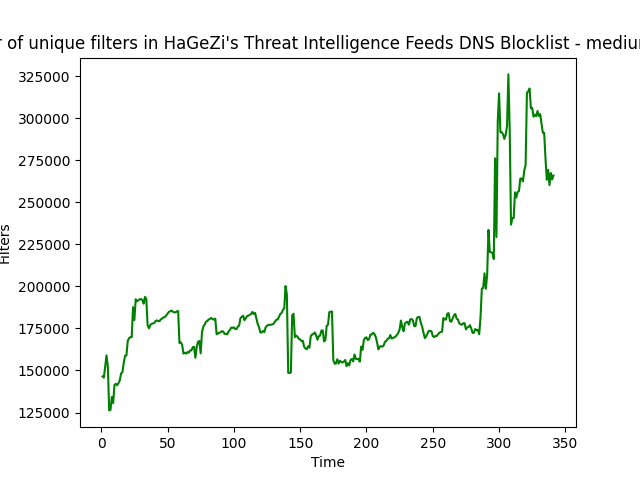 of unique filters in HaGeZi's Threat Intelligence Feeds DNS Blocklist -
325000
300000
275000
250000
225000
200000
175000
150000
125000
Filters
0 50 100 150 200 250 300 350
Time